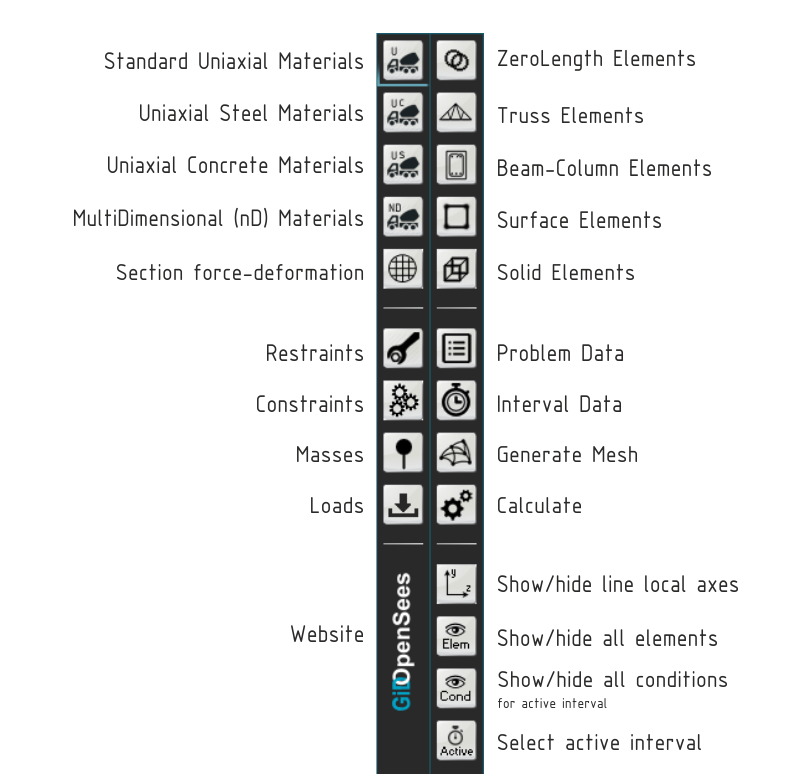 Standard Uniaxial Materials
U
ZeroLength Elements
Uniaxial Steel Materials
UC
Truss Elements
Uniaxial Concrete Materials
US
Beam-Column Elements
MultiDimensional (nD) Materials
ND
Surface Elements
Section force-deformation
Solid Elements
Restraints
Problem Data
Constraints
Interval Data
Masses
Generate Mesh
Loads
Calculate
y
z
Show/hide line local axes
Website
GiDOpenSees
Elem
Show/hide all elements
Cond
Show/hide all conditions
for active interval
Active
Select active interval